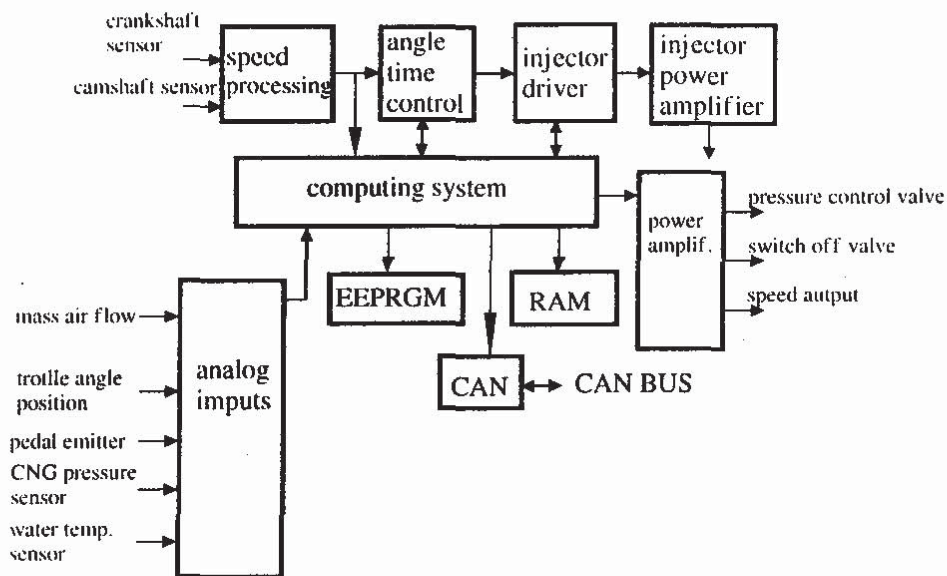 crankshaft
sensor
camshaft sensor
speed
processing
angle
time
control
injector
driver
injector
power
amplifier
computing system
power
amplif.
pressure control valve
switch off valve
speed autput
EEPRGM
RAM
CAN
CAN BUS
mass air flow
trotlle angle
position
pedal emitter
CNG pressure
sensor
water temp.
sensor
analog
imputs